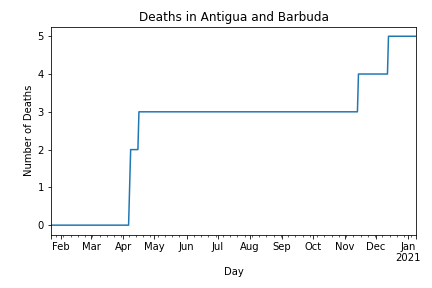 Deaths in Antigua and Barbuda
Number of Deaths
5
4
3
2
1
0
Feb Mar Apr May Jun Jul Aug Sep Oct Nov Dec Jan
2021
Day